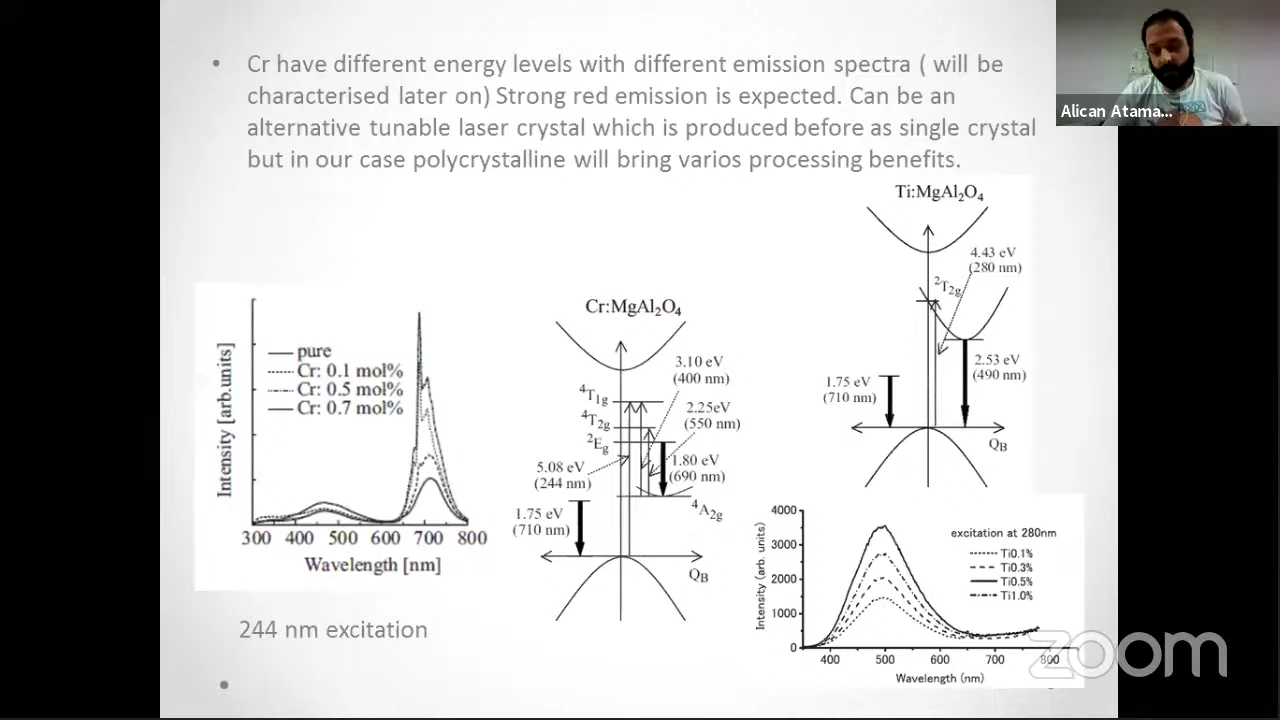 • Cr have different energy levels with different emission spectra ( will be
characterised later on) Strong red emission is expected. Can be an
alternative tunable laser crystal which is produced before as single crystal
but in our case polycrystalline will bring varios processing benefits.
Alican Atama...
Intensity [arb.units]
pure
Cr: 0.1 mol%
Cr: 0.5 mol%
Cr: 0.7 mol%
300 400 500 600 700 800
Wavelength [nm]
244 nm excitation
Cr:MgAl₂O₄
3.10 eV
(400 nm)
⁴T₁g
2.25eV
(550 nm)
⁴T₂g
²Eg
1.80 eV
(690 nm)
5.08 eV
(244 nm)
⁴A₂g
1.75 eV
(710 nm)
QB
Ti:MgAl₂O₄
4.43 eV
(280 nm)
²T₂g
2.53 eV
(490 nm)
1.75 eV
(710 nm)
QB
Intensity (arb. units)
4000
3000
2000
1000
0
excitation at 280nm
Ti0.1%
Ti0.3%
Ti0.5%
Ti1.0%
400 500 600 700 800
Wavelength (nm)
zoom